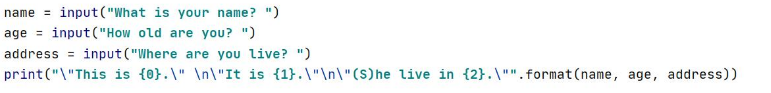 name = input("What is your name? ")
age = input("How old are you? ")
address = input("Where are you live? ")
print("\"This is {0}.\" \n\"It is {1}.\"\n\"(S)he live in {2}.\"".format(name, age, address))